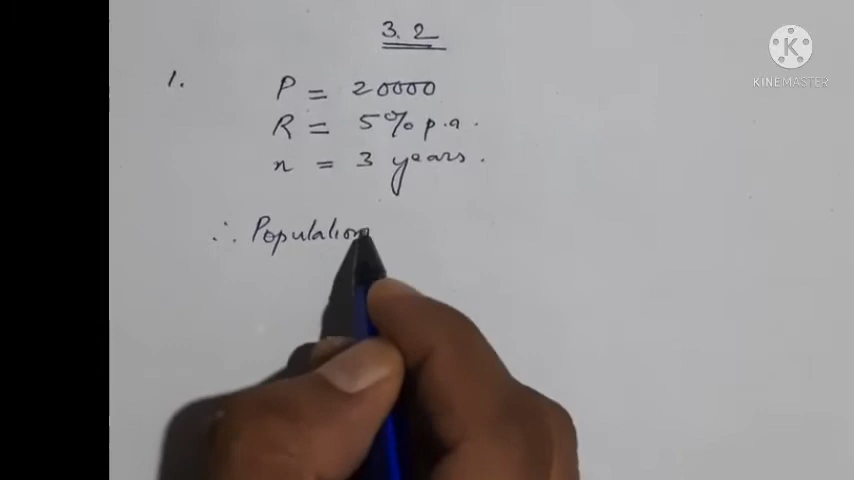 3.2
1. P = 20000
R = 5% p.a.
n = 3 years.
∴ Population
K
KINEMASTER